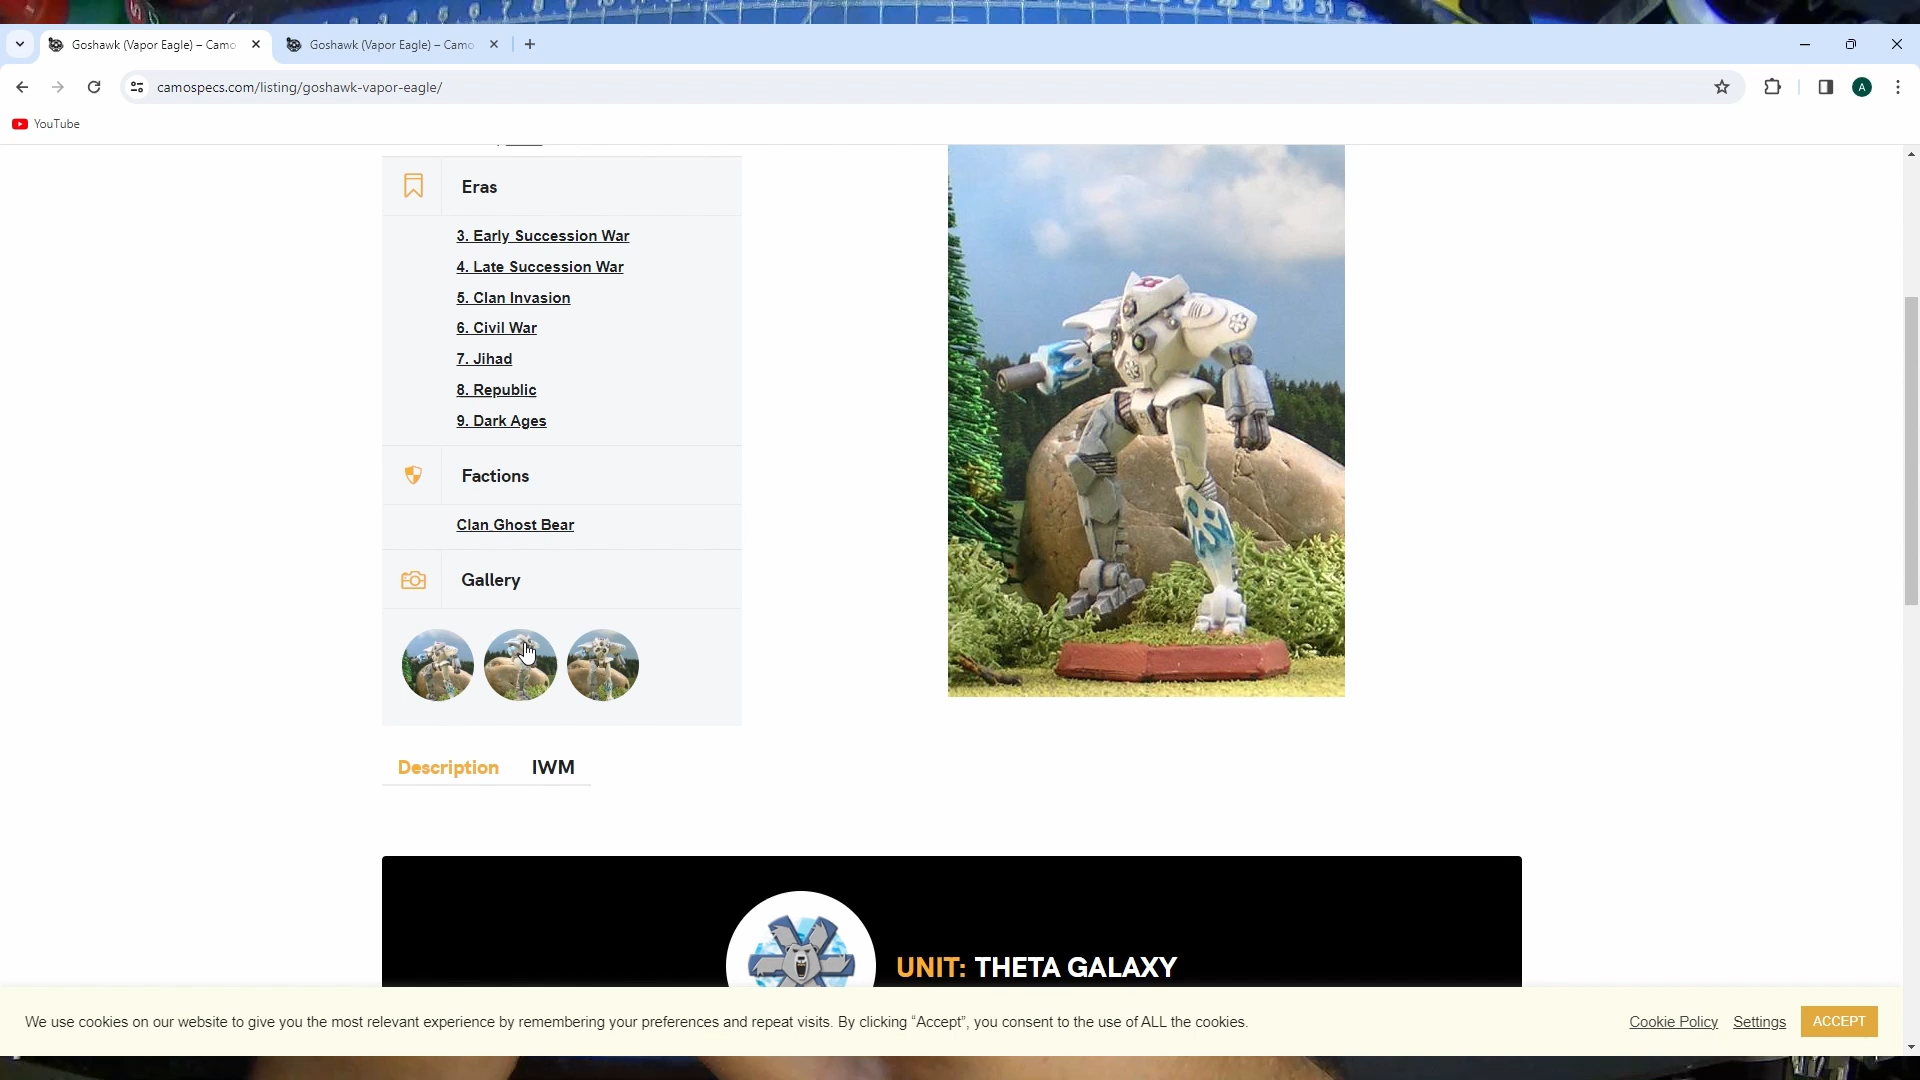 Goshawk (Vapor Eagle) – Camo
Goshawk (Vapor Eagle) – Camo
camospecs.com/listing/goshawk-vapor-eagle/
A
YouTube
Eras
3. Early Succession War
4. Late Succession War
5. Clan Invasion
6. Civil War
7. Jihad
8. Republic
9. Dark Ages
Factions
Clan Ghost Bear
Gallery
Description
IWM
UNIT: THETA GALAXY
We use cookies on our website to give you the most relevant experience by remembering your preferences and repeat visits. By clicking “Accept”, you consent to the use of ALL the cookies.
Cookie Policy
Settings
ACCEPT